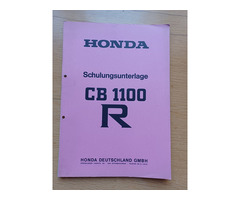 HONDA
Schulungsunterlage
CB 1100
R
HONDA DEUTSCHLAND GMBH